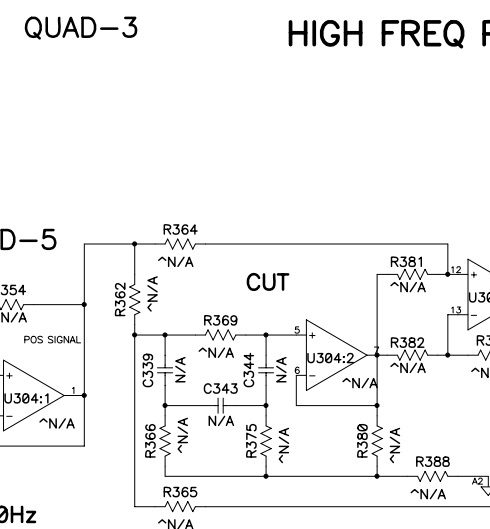 QUAD-3
HIGH FREQ
D-5
R364
^N/A
354
N/A
R362
^N/A
CUT
R381
^N/A
12
+
POS SIGNAL
R369
^N/A
5
+
13
-
C339
N/A
C344
N/A
U304:2
7
R382
^N/A
6
-
^N/A
+
U304:1
1
-
^N/A
C343
N/A
R366
^N/A
R375
^N/A
R380
^N/A
R388
^N/A
A2
R365
^N/A
0Hz